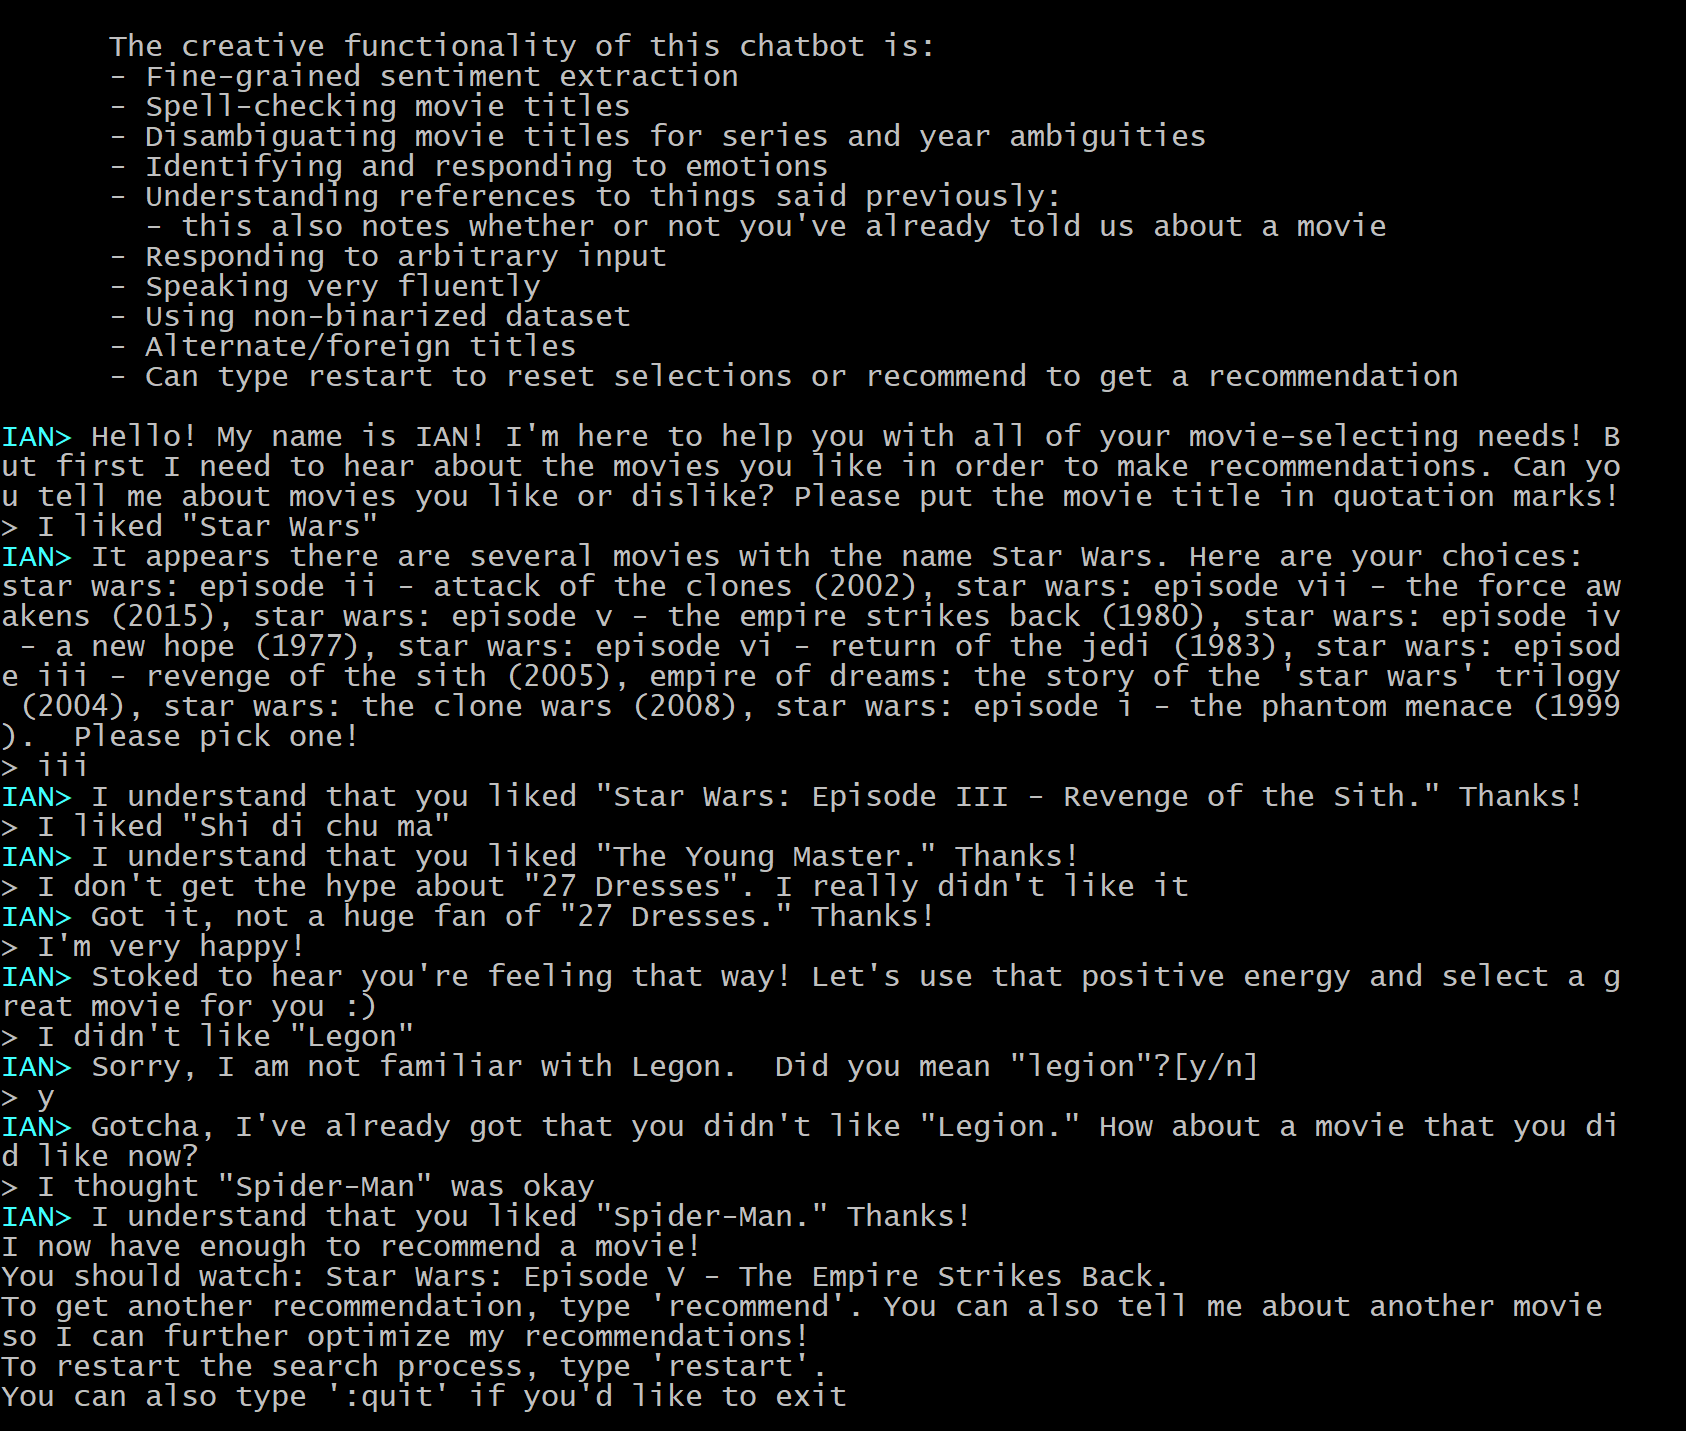 The creative functionality of this chatbot is:
- Fine-grained sentiment extraction
- Spell-checking movie titles
- Disambiguating movie titles for series and year ambiguities
- Identifying and responding to emotions
- Understanding references to things said previously:
- this also notes whether or not you've already told us about a movie
- Responding to arbitrary input
- Speaking very fluently
- Using non-binarized dataset
- Alternate/foreign titles
- Can type restart to reset selections or recommend to get a recommendation
IAN> Hello! My name is IAN! I'm here to help you with all of your movie-selecting needs! B
ut first I need to hear about the movies you like in order to make recommendations. Can yo
u tell me about movies you like or dislike? Please put the movie title in quotation marks!
> I liked "Star Wars"
IAN> It appears there are several movies with the name Star Wars. Here are your choices:
star wars: episode ii - attack of the clones (2002), star wars: episode vii - the force aw
akens (2015), star wars: episode v - the empire strikes back (1980), star wars: episode iv
- a new hope (1977), star wars: episode vi - return of the jedi (1983), star wars: episod
e iii - revenge of the sith (2005), empire of dreams: the story of the 'star wars' trilogy
(2004), star wars: the clone wars (2008), star wars: episode i - the phantom menace (1999
).  Please pick one!
> iii
IAN> I understand that you liked "Star Wars: Episode III - Revenge of the Sith." Thanks!
> I liked "Shi di chu ma"
IAN> I understand that you liked "The Young Master." Thanks!
> I don't get the hype about "27 Dresses". I really didn't like it
IAN> Got it, not a huge fan of "27 Dresses." Thanks!
> I'm very happy!
IAN> Stoked to hear you're feeling that way! Let's use that positive energy and select a g
reat movie for you :)
> I didn't like "Legon"
IAN> Sorry, I am not familiar with Legon.  Did you mean "legion"?[y/n]
> y
IAN> Gotcha, I've already got that you didn't like "Legion." How about a movie that you di
d like now?
> I thought "Spider-Man" was okay
IAN> I understand that you liked "Spider-Man." Thanks!
I now have enough to recommend a movie!
You should watch: Star Wars: Episode V - The Empire Strikes Back.
To get another recommendation, type 'recommend'. You can also tell me about another movie
so I can further optimize my recommendations!
To restart the search process, type 'restart'.
You can also type ':quit' if you'd like to exit